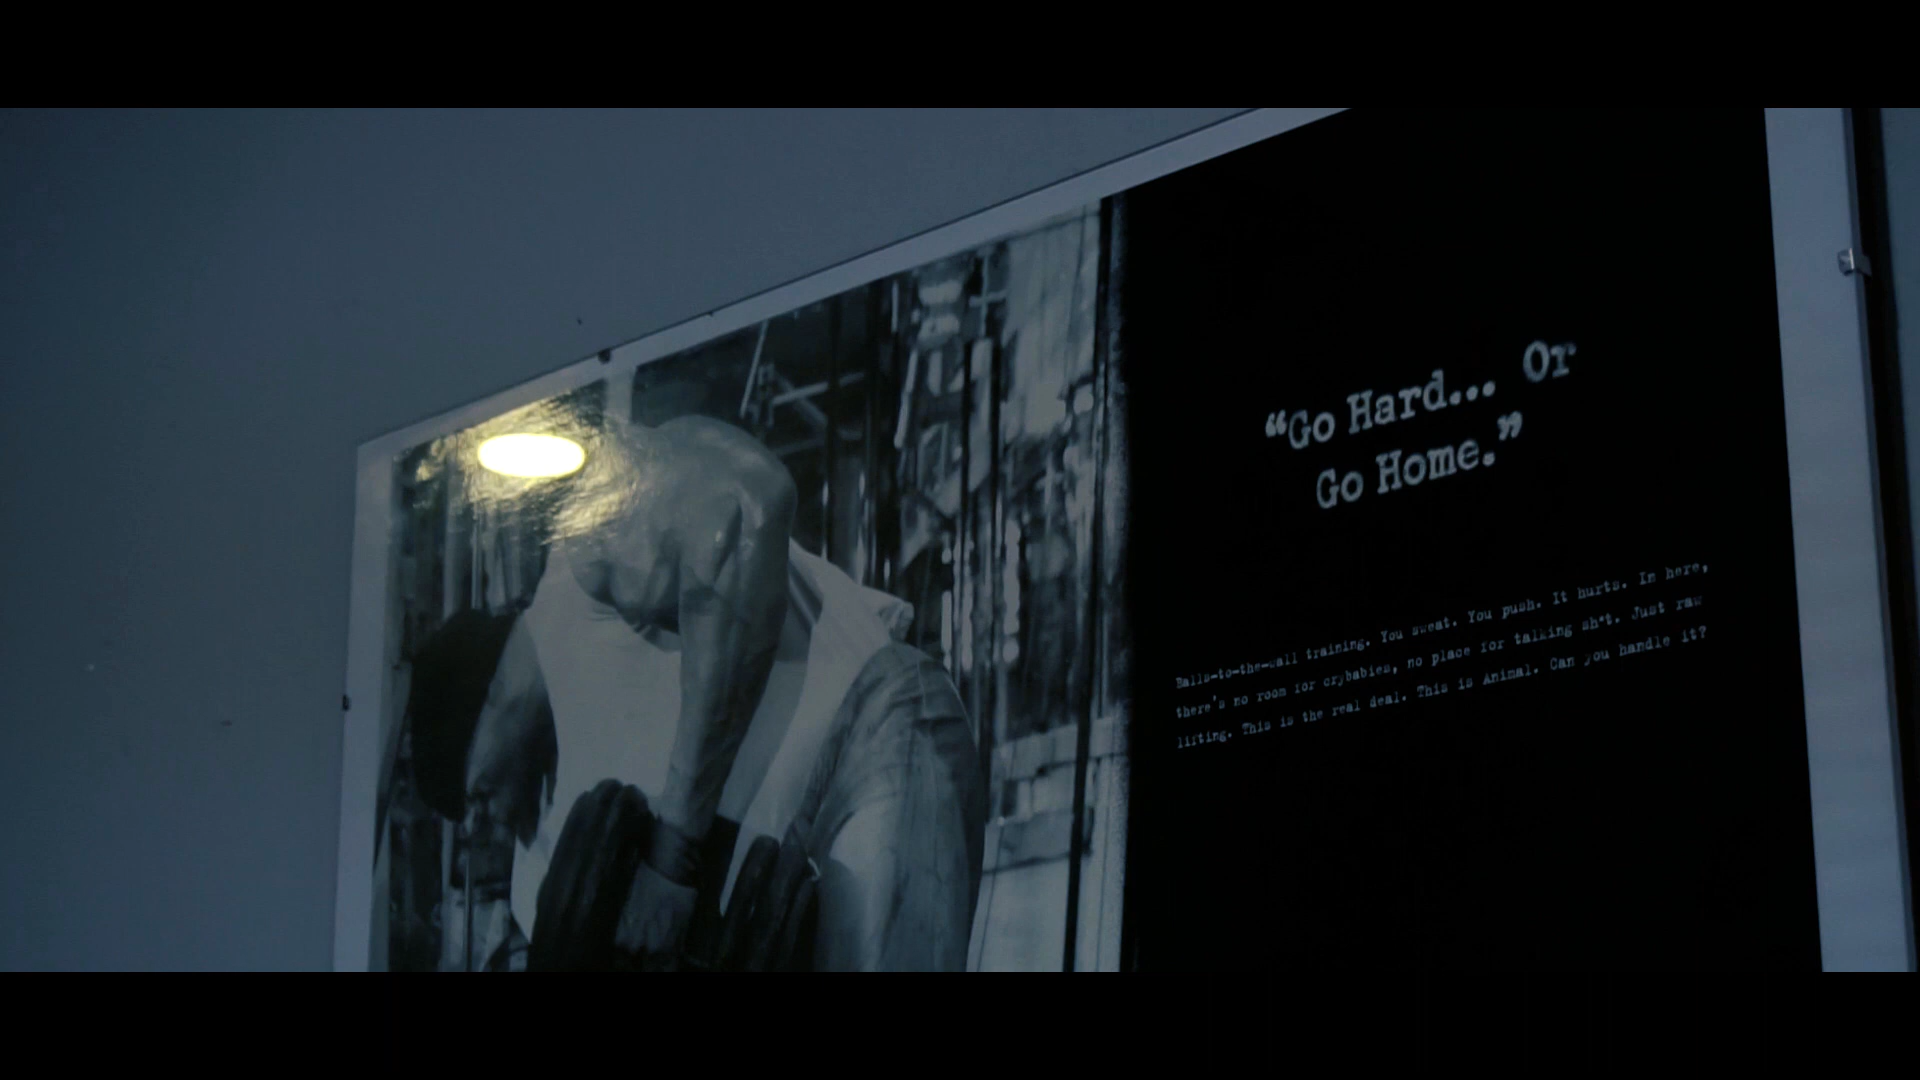 “Go Hard... Or
Go Home.”
Balls-to-the-wall training. You sweat. You push. It hurts. In here,
there's no room for crybabies, no place for talking sh*t. Just raw
lifting. This is the real deal. This is Animal. Can you handle it?